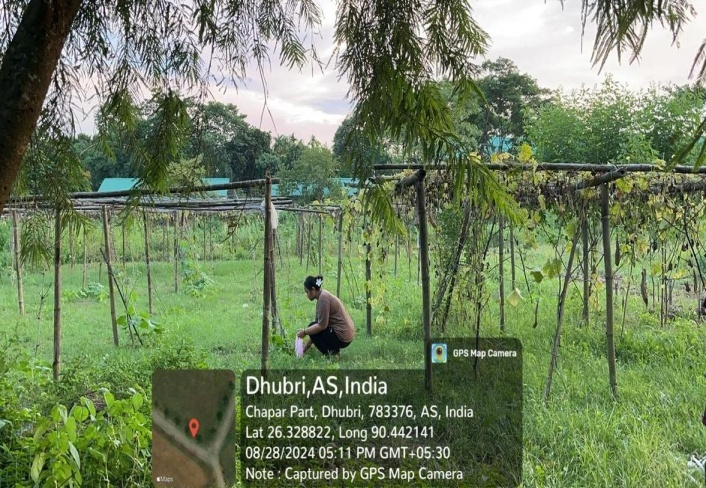 GPS Map Camera
Dhubri,AS,India
Chapar Part, Dhubri, 783376, AS, India
Lat 26.328822, Long 90.442141
08/28/2024 05:11 PM GMT+05:30
Note : Captured by GPS Map Camera
Maps